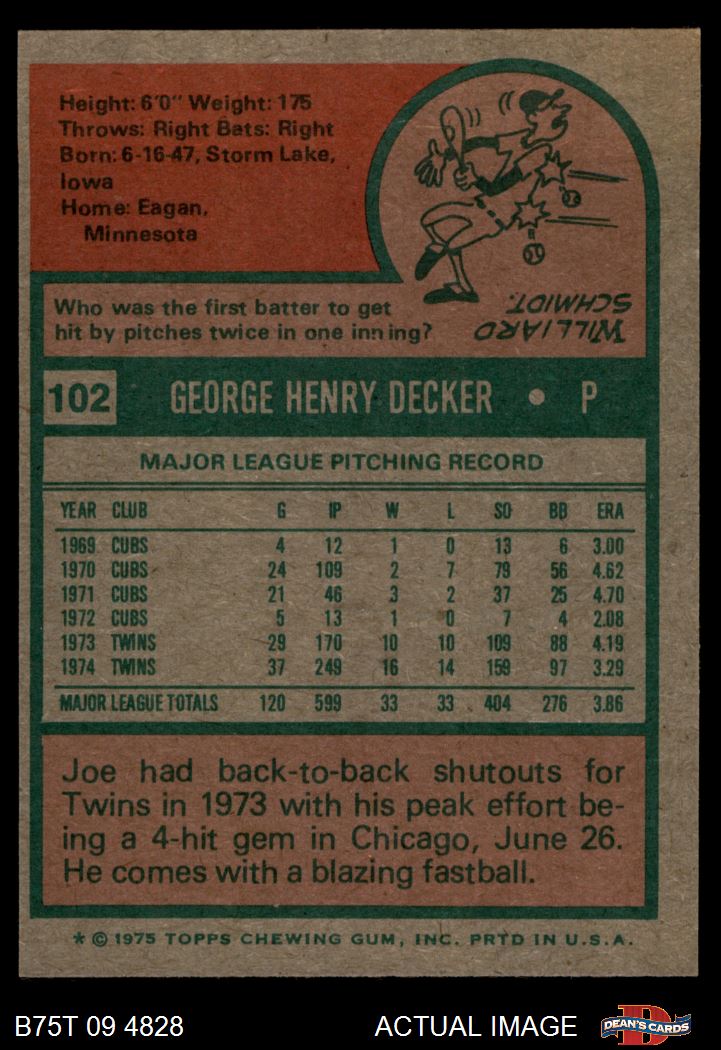 Height: 6'0" Weight: 175
Throws: Right Bats: Right
Born: 6-16-47, Storm Lake,
Iowa
Home: Eagan,
Minnesota
Who was the first batter to get
hit by pitches twice in one inning?
WILLIARD
SCHMIDT.
102 GEORGE HENRY DECKER • P
MAJOR LEAGUE PITCHING RECORD
YEAR CLUB G IP W L SO BB ERA
1969 CUBS 4 12 1 0 13 6 3.00
1970 CUBS 24 109 2 7 79 56 4.62
1971 CUBS 21 46 3 2 37 25 4.70
1972 CUBS 5 13 1 0 7 4 2.08
1973 TWINS 29 170 10 10 109 88 4.19
1974 TWINS 37 249 16 14 159 97 3.29
MAJOR LEAGUE TOTALS 120 599 33 33 404 276 3.86
Joe had back-to-back shutouts for
Twins in 1973 with his peak effort be-
ing a 4-hit gem in Chicago, June 26.
He comes with a blazing fastball.
* © 1975 TOPPS CHEWING GUM, INC. PRTD IN U.S.A.
B75T 09 4828 ACTUAL IMAGE D DEAN'S CARDS